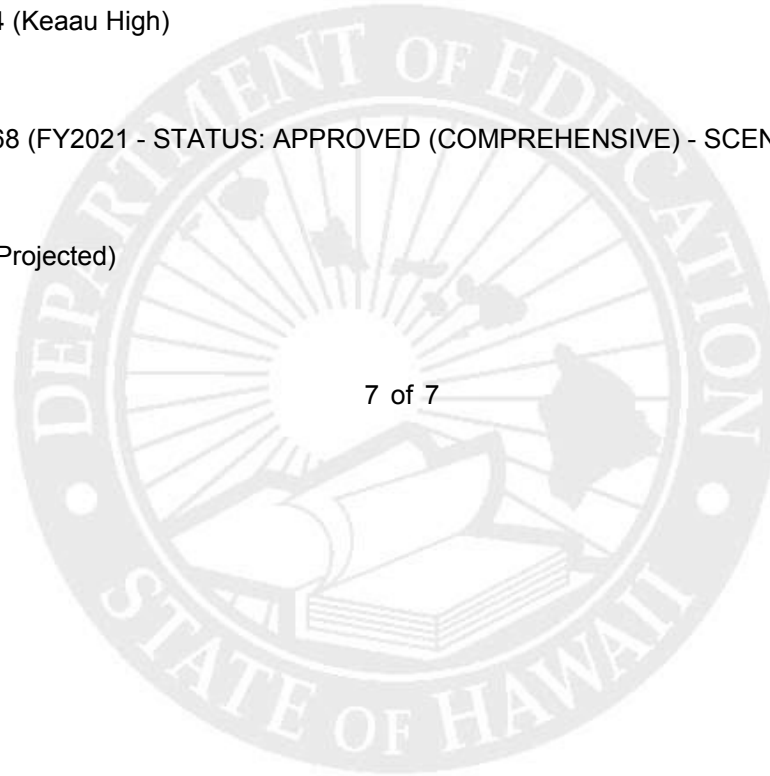 4 (Keaau High)
68 (FY2021 - STATUS: APPROVED (COMPREHENSIVE) - SCEN
Projected)
7 of 7
DEPARTMENT OF EDUCATION
STATE OF HAWAII